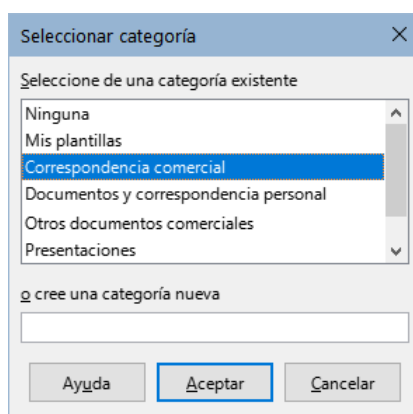 Seleccionar categoría
Seleccione de una categoría existente
Ninguna
Mis plantillas
Correspondencia comercial
Documentos y correspondencia personal
Otros documentos comerciales
Presentaciones
o cree una categoría nueva
Ayuda Aceptar Cancelar